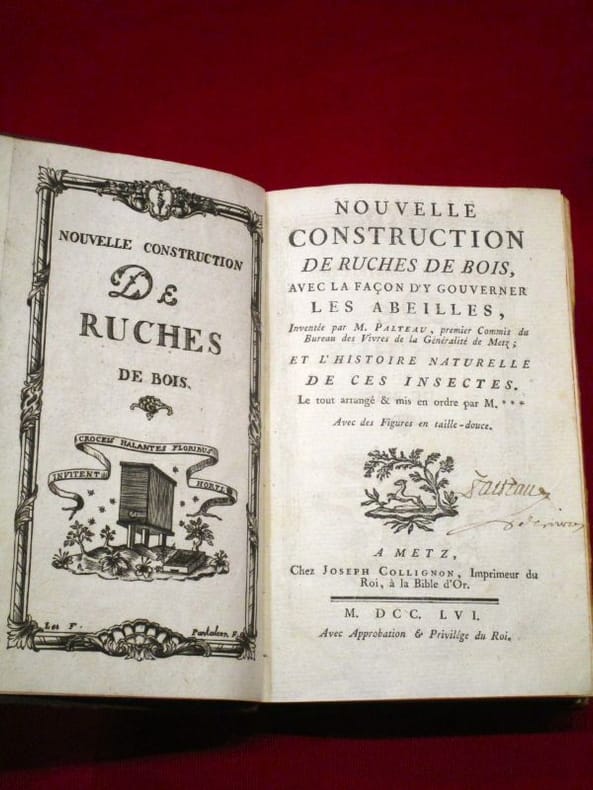 NOUVELLE CONSTRUCTION
DE
RUCHES
DE BOIS.
CROCEIS HALANTES FLORIBUS
INVITENT HORTI
NOUVELLE
CONSTRUCTION
DE RUCHES DE BOIS,
AVEC LA FAÇON D'Y GOUVERNER
LES ABEILLES,
Inventée par M. PALTEAU, premier Commis du
Bureau des Vivres de la Généralité de Metz;
ET L'HISTOIRE NATURELLE
DE CES INSECTES.
Le tout arrangé & mis en ordre par M. ***
Avec des Figures en taille-douce.
A METZ,
Chez JOSEPH COLLIGNON, Imprimeur du
Roi, à la Bible d'Or.
M. DCC. LVI.
Avec Approbation & Privilége du Roi.